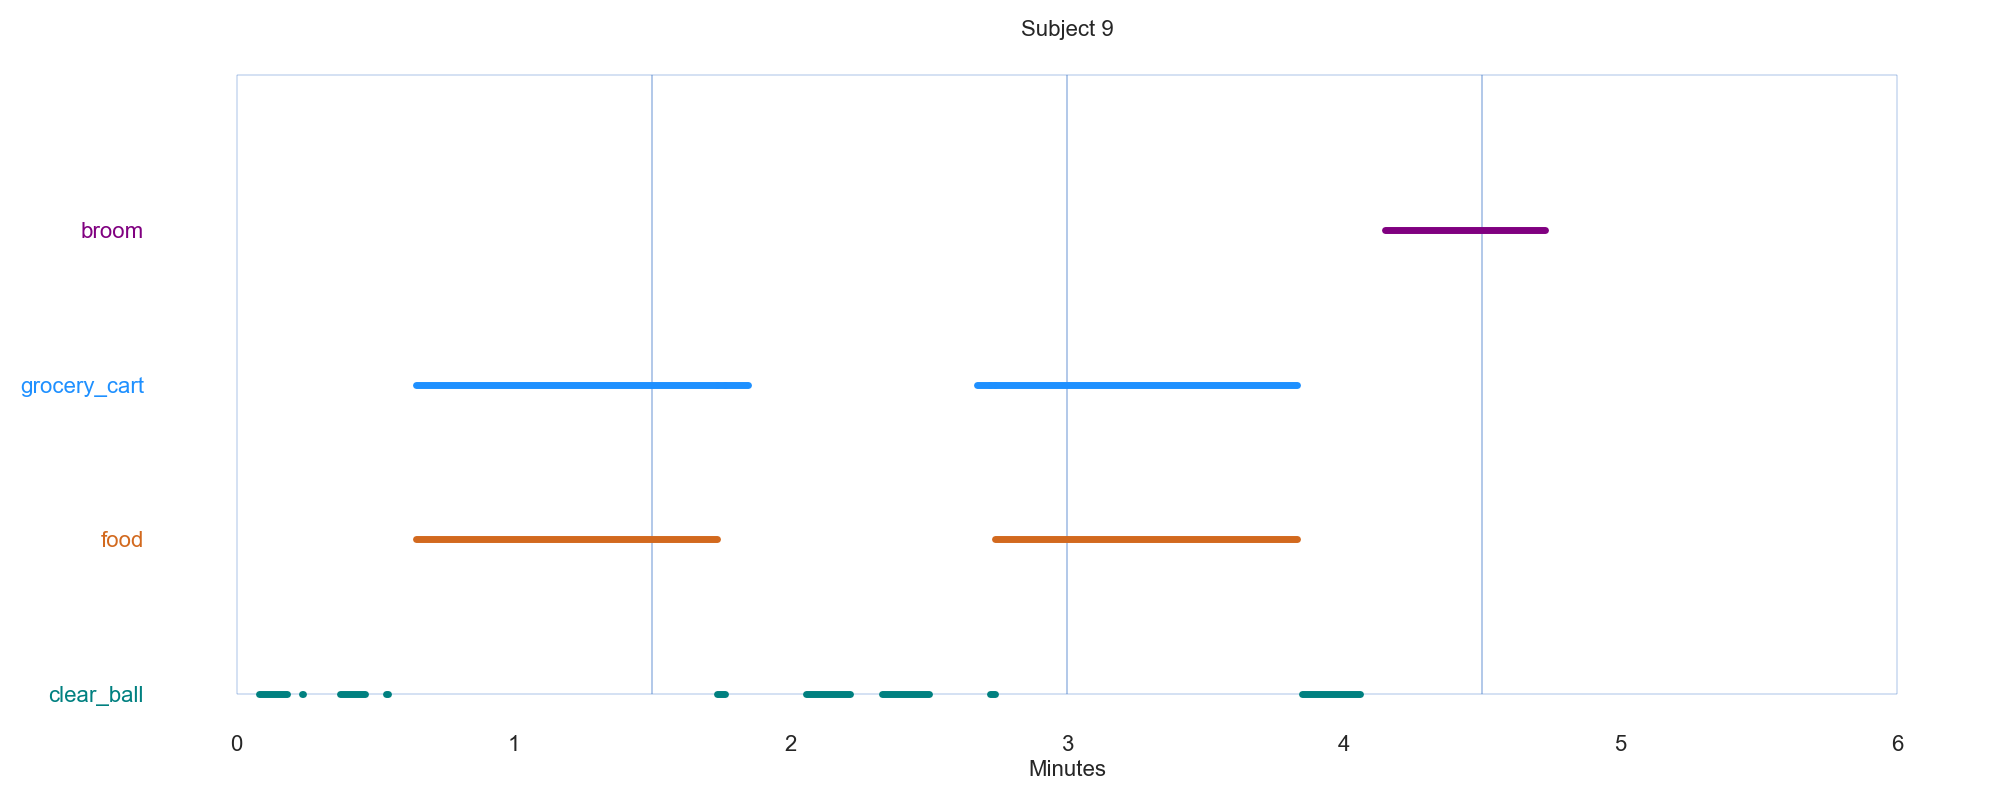 Subject 9
broom
grocery_cart
food
clear_ball
0 1 2 3 4 5 6
Minutes